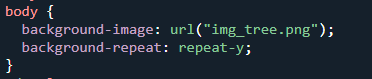 body {
  background-image: url("img_tree.png");
  background-repeat: repeat-y;
}